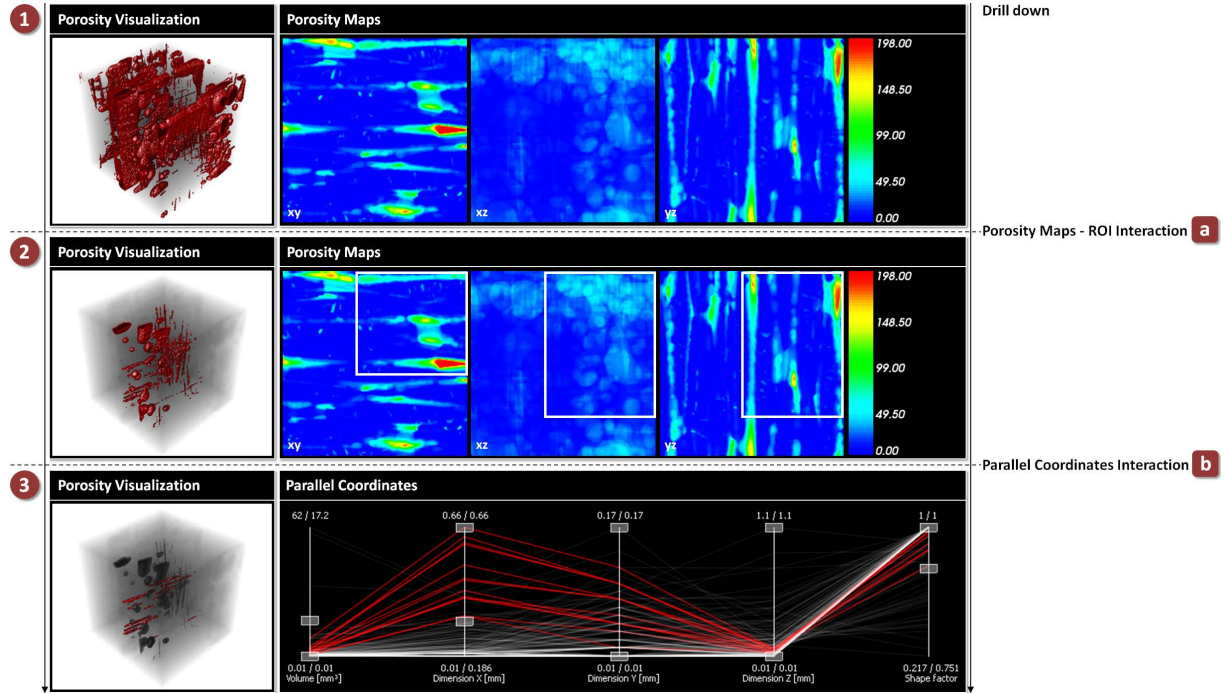 1
Porosity Visualization
Porosity Maps
Drill down
198.00
148.50
99.00
49.50
0.00
xy
xz
yz
Porosity Maps - ROI Interaction
a
2
Porosity Visualization
Porosity Maps
198.00
148.50
99.00
49.50
0.00
xy
xz
yz
Parallel Coordinates Interaction
b
3
Porosity Visualization
Parallel Coordinates
62 / 17.2
0.66 / 0.66
0.17 / 0.17
1.1 / 1.1
1 / 1
0.01 / 0.01
0.01 / 0.186
0.01 / 0.01
0.01 / 0.01
0.217 / 0.751
Volume [mm³]
Dimension X [mm]
Dimension Y [mm]
Dimension Z [mm]
Shape factor